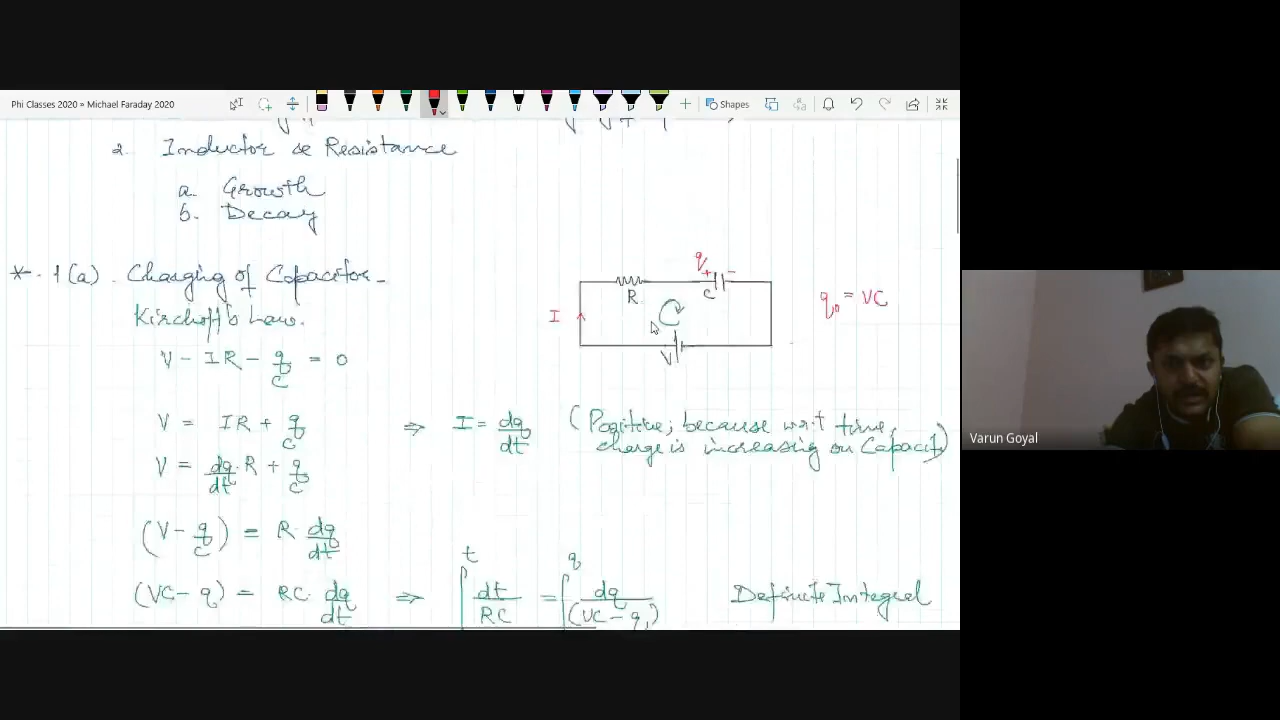 Phi Classes 2020 » Michael Faraday 2020
Shapes
2. Inductor & Resistance
a. Growth
b. Decay
* . 1(a). Charging of Capacitor -
Kirchoff's Law.
V - IR - q/C = 0
V = IR + q/C ⇒ I = dq/dt (Positive, because wrt time,
charge is increasing on Capacitor)
V = dq/dt . R + q/C
(V - q/C) = R . dq/dt
(VC - q) = RC . dq/dt ⇒ ∫^t dt/RC = ∫^q dq/(VC - q) Definite Integral
q + -
R C
I
V
q₀ = VC
Varun Goyal